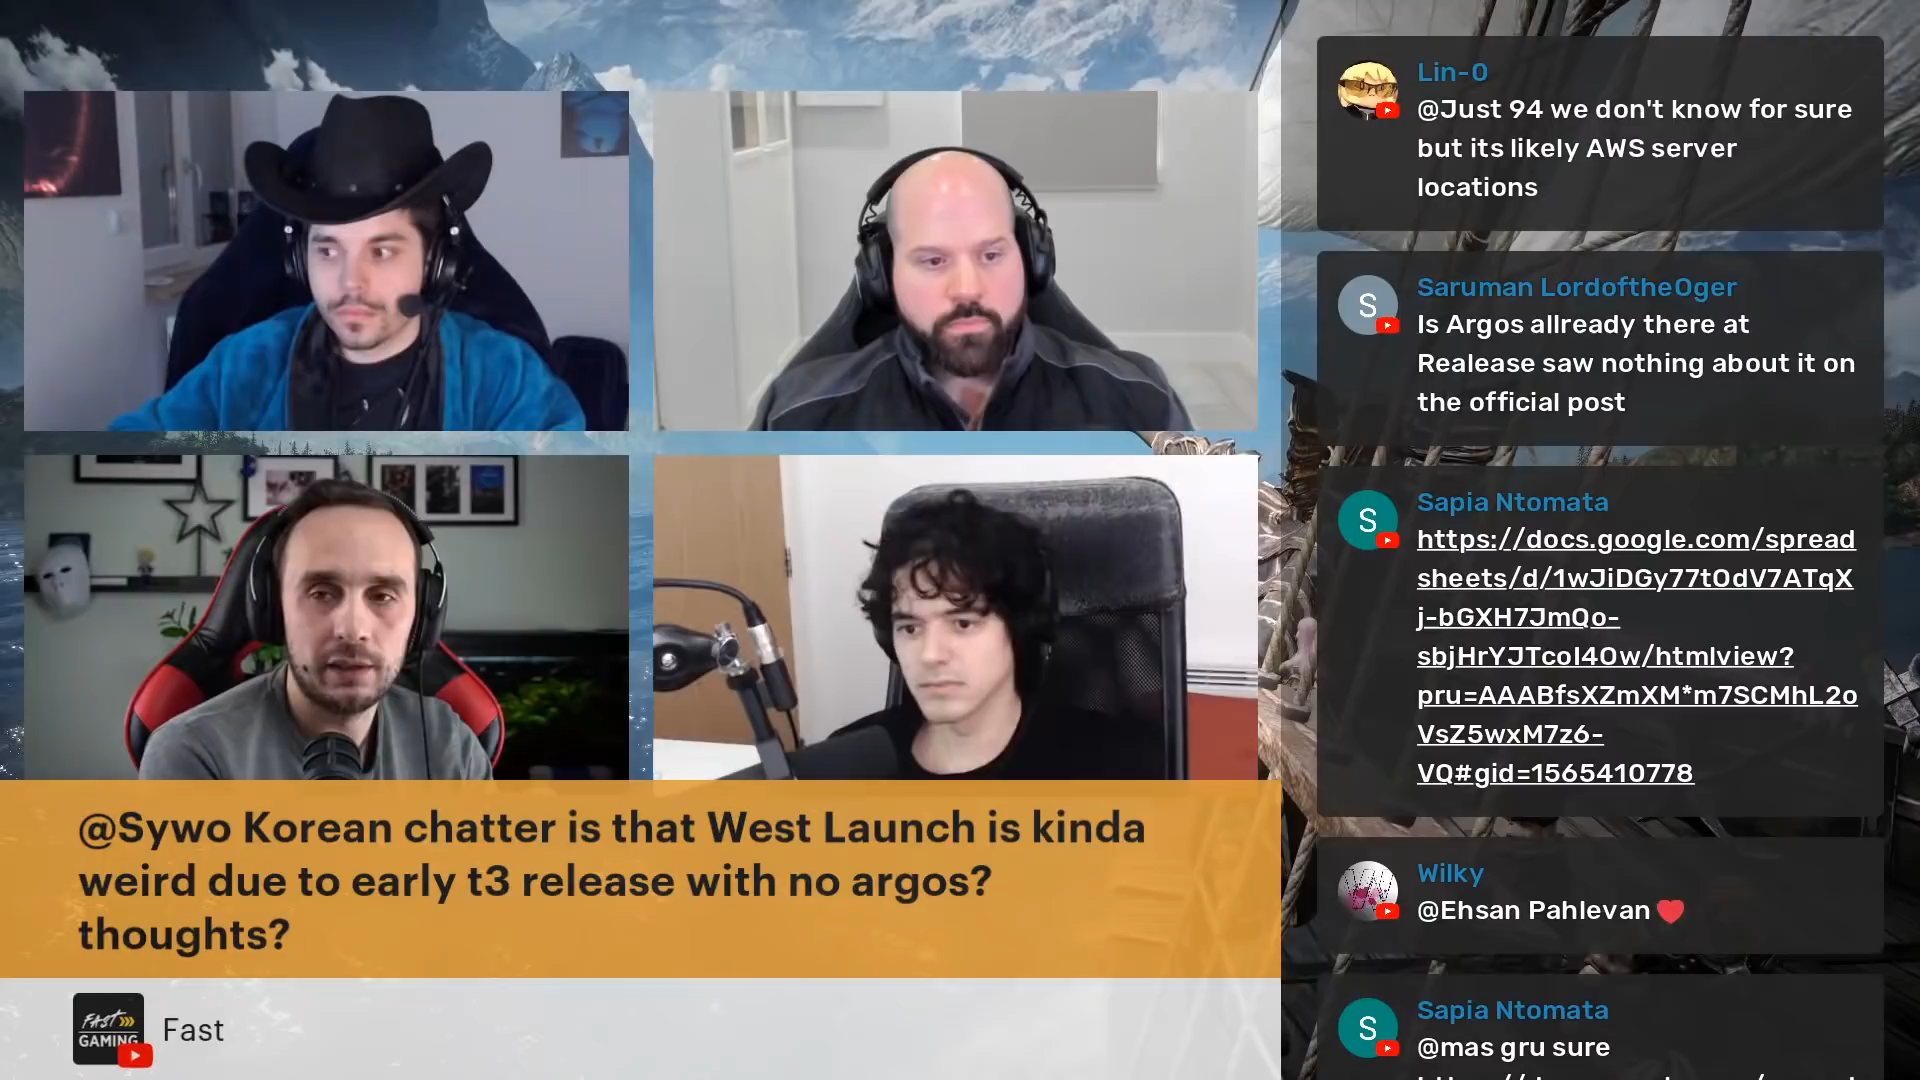 Lin-O
@Just 94 we don't know for sure
but its likely AWS server
locations
S
Saruman LordoftheOger
Is Argos allready there at
Realease saw nothing about it on
the official post
S
Sapia Ntomata
https://docs.google.com/spread
sheets/d/1wJiDGy77tOdV7ATqX
j-bGXH7JmQo-
sbjHrYJTcoI4Ow/htmlview?
pru=AAABfsXZmXM*m7SCMhL2o
VsZ5wxM7z6-
VQ#gid=1565410778
Wilky
@Ehsan Pahlevan
S
Sapia Ntomata
@mas gru sure
@Sywo Korean chatter is that West Launch is kinda
weird due to early t3 release with no argos?
thoughts?
FAST
GAMING
Fast